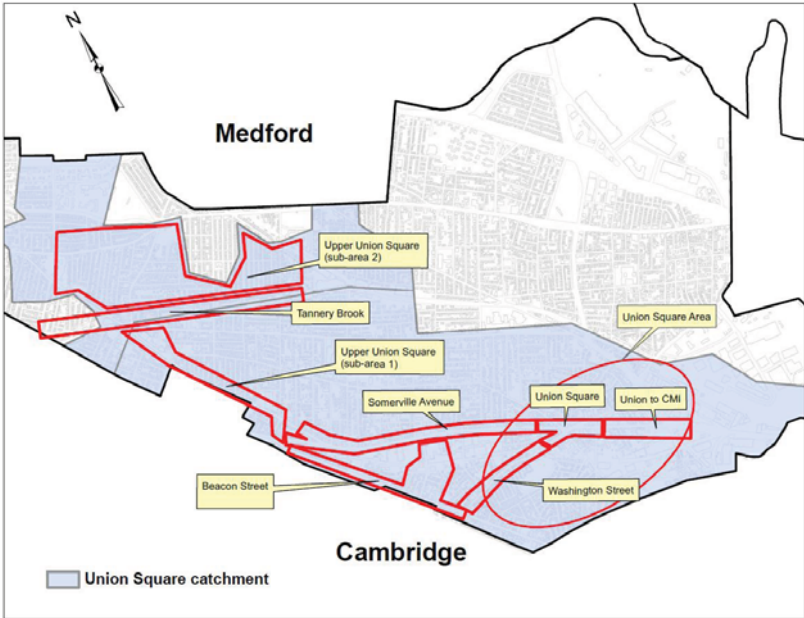 N
Medford
Upper Union Square
(sub-area 2)
Tannery Brook
Union Square Area
Upper Union Square
(sub-area 1)
Somerville Avenue
Union Square
Union to CMI
Beacon Street
Washington Street
Cambridge
Union Square catchment